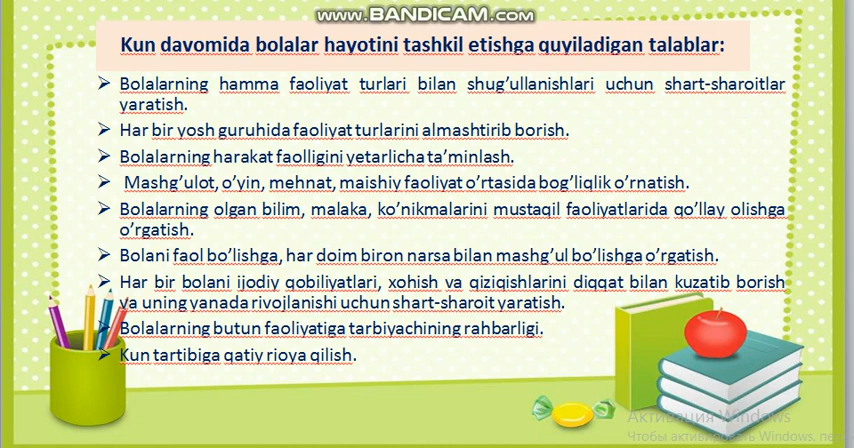 www.BANDICAM.com
Kun davomida bolalar hayotini tashkil etishga quyiladigan talablar:
Bolalarning hamma faoliyat turlari bilan shug’ullanishlari uchun shart-sharoitlar
yaratish.
Har bir yosh guruhida faoliyat turlarini almashtirib borish.
Bolalarning harakat faolligini yetarlicha ta’minlash.
Mashg’ulot, o’yin, mehnat, maishiy faoliyat o’rtasida bog’liqlik o’rnatish.
Bolalarning olgan bilim, malaka, ko’nikmalarini mustaqil faoliyatlarida qo’llay olishga
o’rgatish.
Bolani faol bo’lishga, har doim biron narsa bilan mashg’ul bo’lishga o’rgatish.
Har bir bolani ijodiy qobiliyatlari, xohish va qiziqishlarini diqqat bilan kuzatib borish
va uning yanada rivojlanishi uchun shart-sharoit yaratish.
Bolalarning butun faoliyatiga tarbiyachining rahbarligi.
Kun tartibiga qatiy rioya qilish.
Активация Windows
Чтобы активировать Windows,